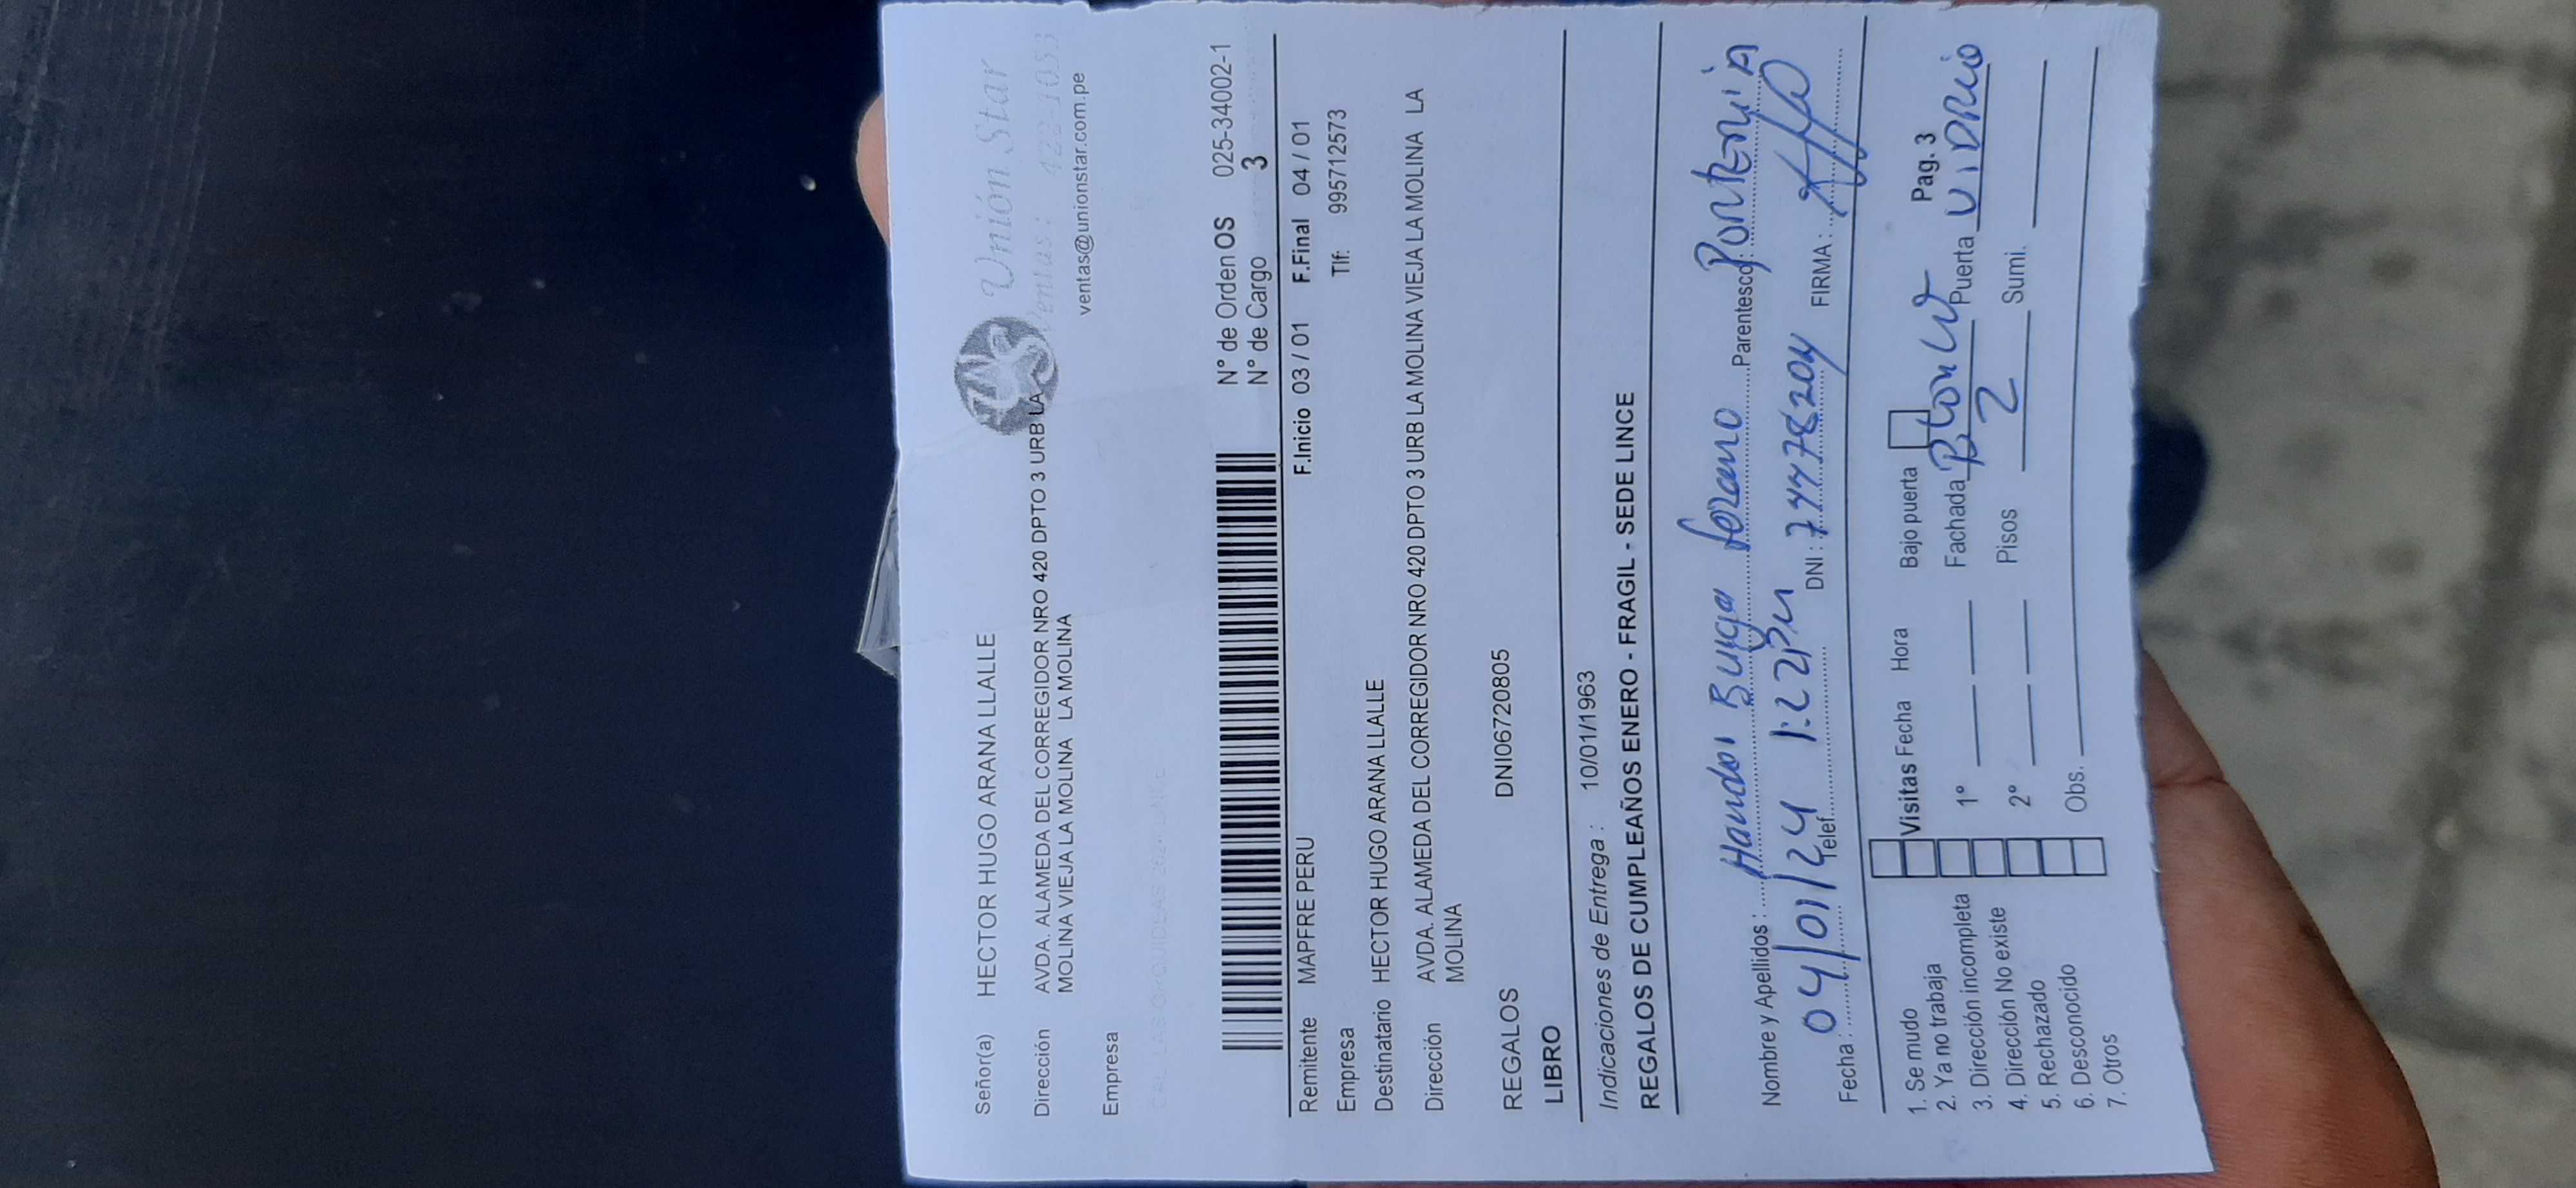 Unión Star
Ventas: 422-1053
ventas@unionstar.com.pe
Señor(a) HECTOR HUGO ARANA LLALLE
Dirección AVDA. ALAMEDA DEL CORREGIDOR NRO 420 DPTO 3 URB LA
MOLINA VIEJA LA MOLINA LA MOLINA
Empresa
N° de Orden OS 025-34002-1
N° de Cargo 3
F.Inicio 03 / 01 F.Final 04 / 01
Remitente MAPFRE PERU
Empresa Tlf: 995712573
Destinatario HECTOR HUGO ARANA LLALLE
Dirección AVDA. ALAMEDA DEL CORREGIDOR NRO 420 DPTO 3 URB LA MOLINA VIEJA LA MOLINA LA
MOLINA
REGALOS DNI06720805
LIBRO
Indicaciones de Entrega : 10/01/1963
REGALOS DE CUMPLEAÑOS ENERO - FRAGIL - SEDE LINCE
Nombre y Apellidos : Parentesco: Portería
Fecha : 04/01/24 1:22PM Telef. DNI : FIRMA :
1. Se mudo Visitas Fecha Hora Bajo puerta Pag. 3
2. Ya no trabaja 1º Fachada Blanco Puerta VIDRIO
3. Dirección incompleta 2º Pisos 2 Sumi.
4. Dirección No existe
5. Rechazado Obs.
6. Desconocido
7. Otros